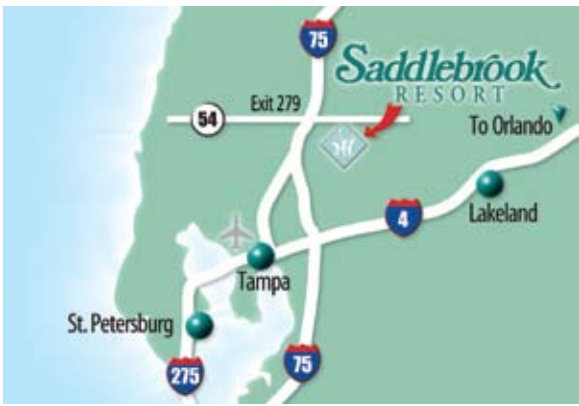 75
Saddlebrook
RESORT
Exit 279
54
To Orlando
4
Lakeland
Tampa
St. Petersburg
275
75